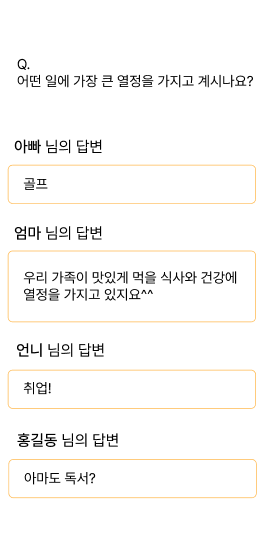 Q.
어떤 일에 가장 큰 열정을 가지고 계시나요?
아빠 님의 답변
골프
엄마 님의 답변
우리 가족이 맛있게 먹을 식사와 건강에
열정을 가지고 있지요^^
언니 님의 답변
취업!
홍길동 님의 답변
아마도 독서?